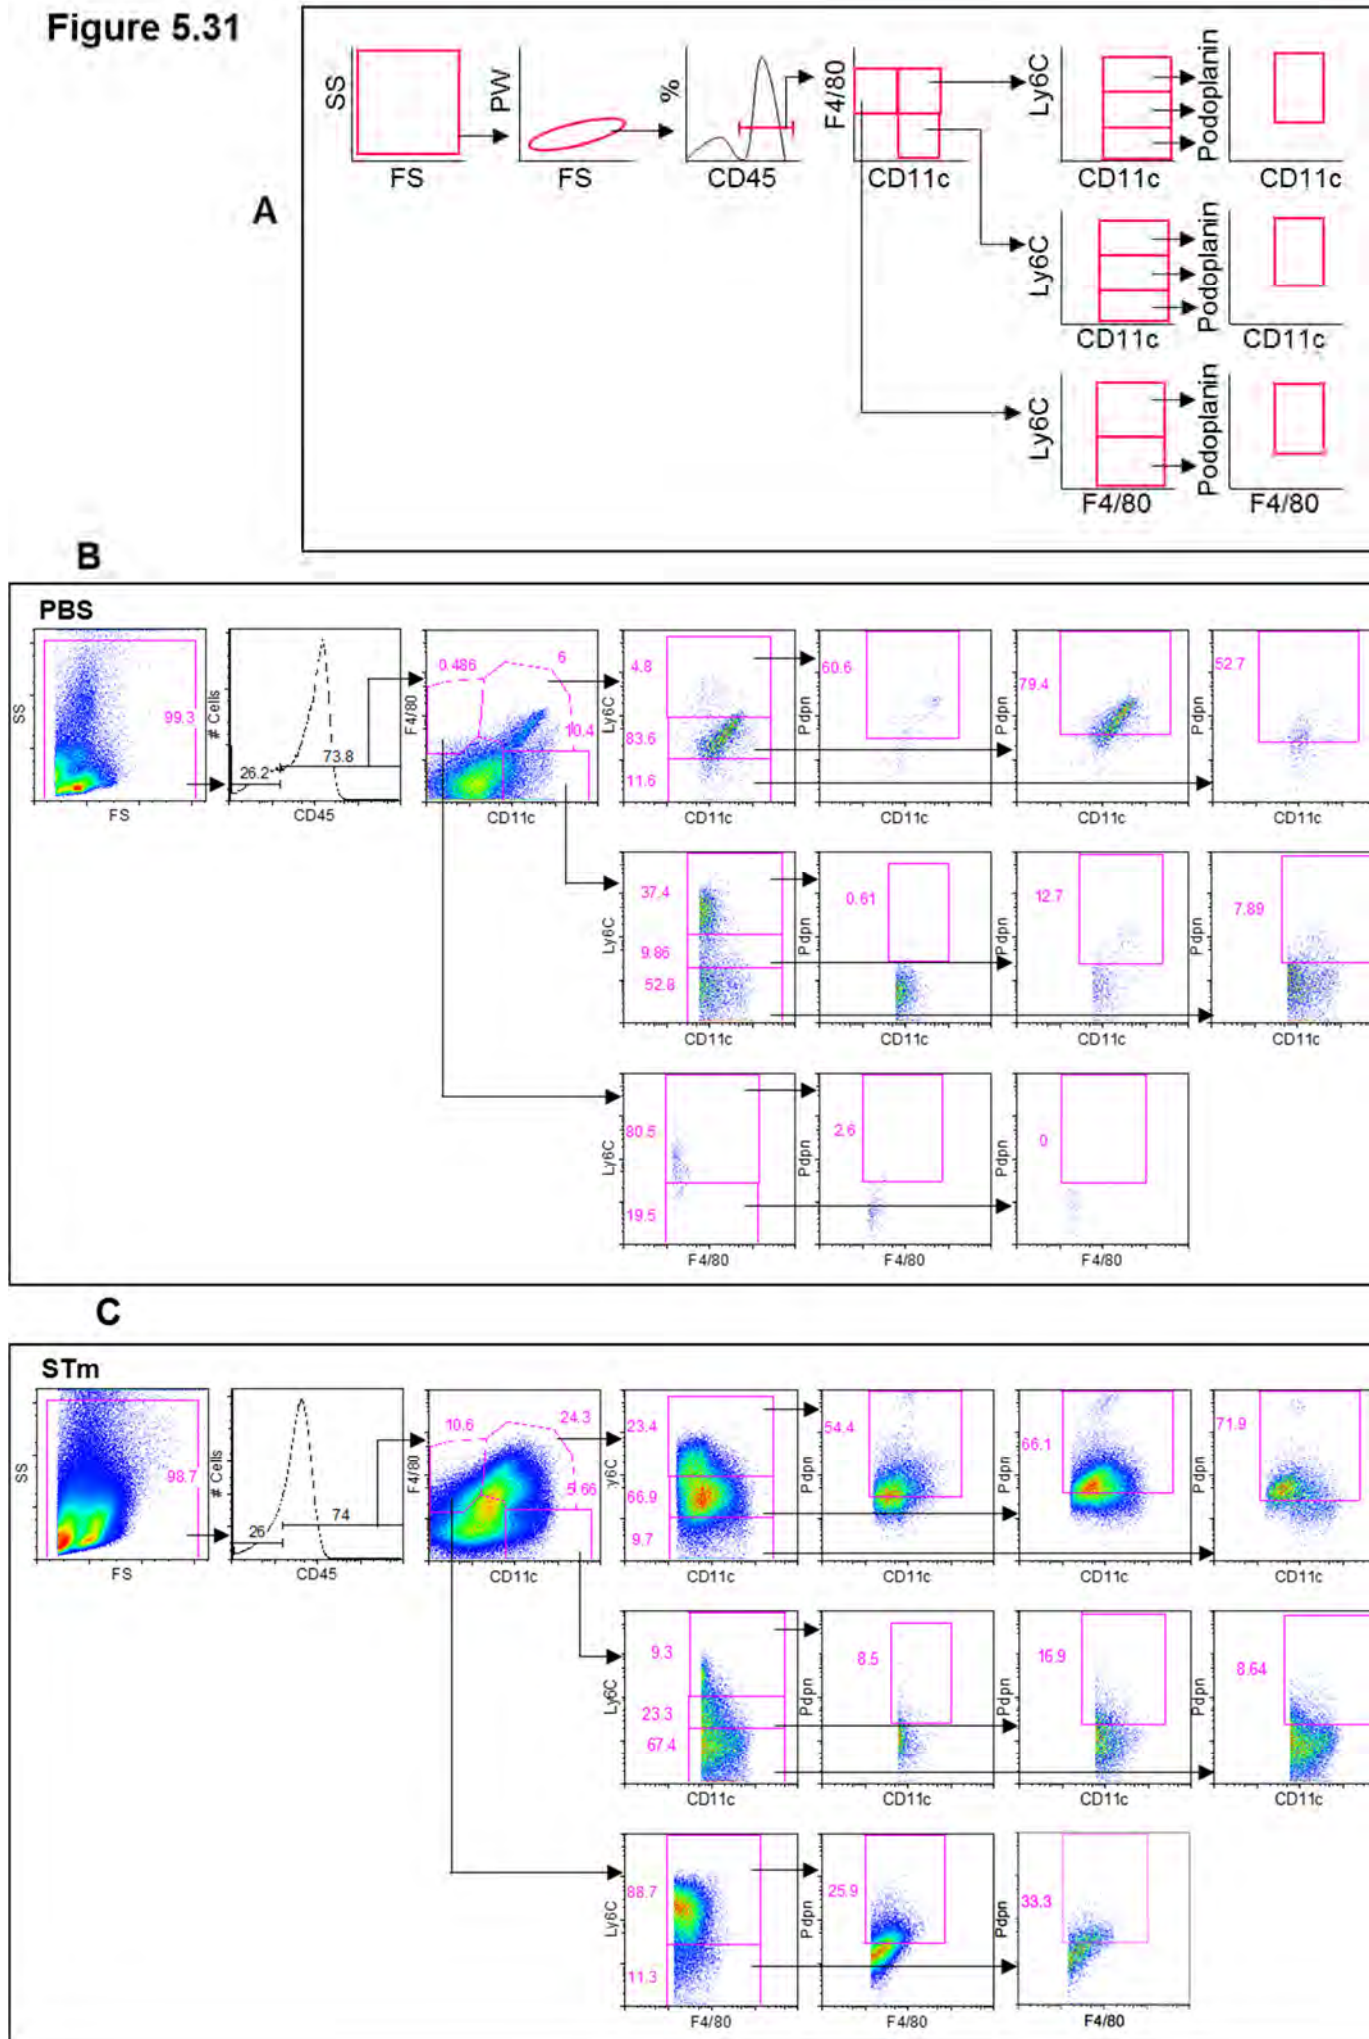 Figure 5.31
A
SS
FS
PW
FS
%
CD45
F4/80
CD11c
Ly6C
CD11c
Podoplanin
CD11c
Ly6C
CD11c
Podoplanin
CD11c
Ly6C
F4/80
Podoplanin
F4/80
B
PBS
SS
99.3
FS
# Cells
26.2
73.8
CD45
F4/80
0.486
6
10.4
CD11c
Ly6C
4.8
83.6
11.6
CD11c
Pdpn
60.6
CD11c
Pdpn
79.4
CD11c
Pdpn
52.7
CD11c
Ly6C
37.4
9.86
52.8
CD11c
Pdpn
0.61
CD11c
Pdpn
12.7
CD11c
Pdpn
7.89
CD11c
Ly6C
80.5
19.5
F4/80
Pdpn
2.6
F4/80
Pdpn
0
F4/80
C
STm
SS
98.7
FS
# Cells
26
74
CD45
F4/80
10.6
24.3
5.66
CD11c
y6C
23.4
66.9
9.7
CD11c
Pdpn
54.4
CD11c
Pdpn
66.1
CD11c
Pdpn
71.9
CD11c
Ly6C
9.3
23.3
67.4
CD11c
Pdpn
8.5
CD11c
Pdpn
16.9
CD11c
Pdpn
8.64
CD11c
Ly6C
88.7
11.3
F4/80
Pdpn
25.9
F4/80
Pdpn
33.3
F4/80